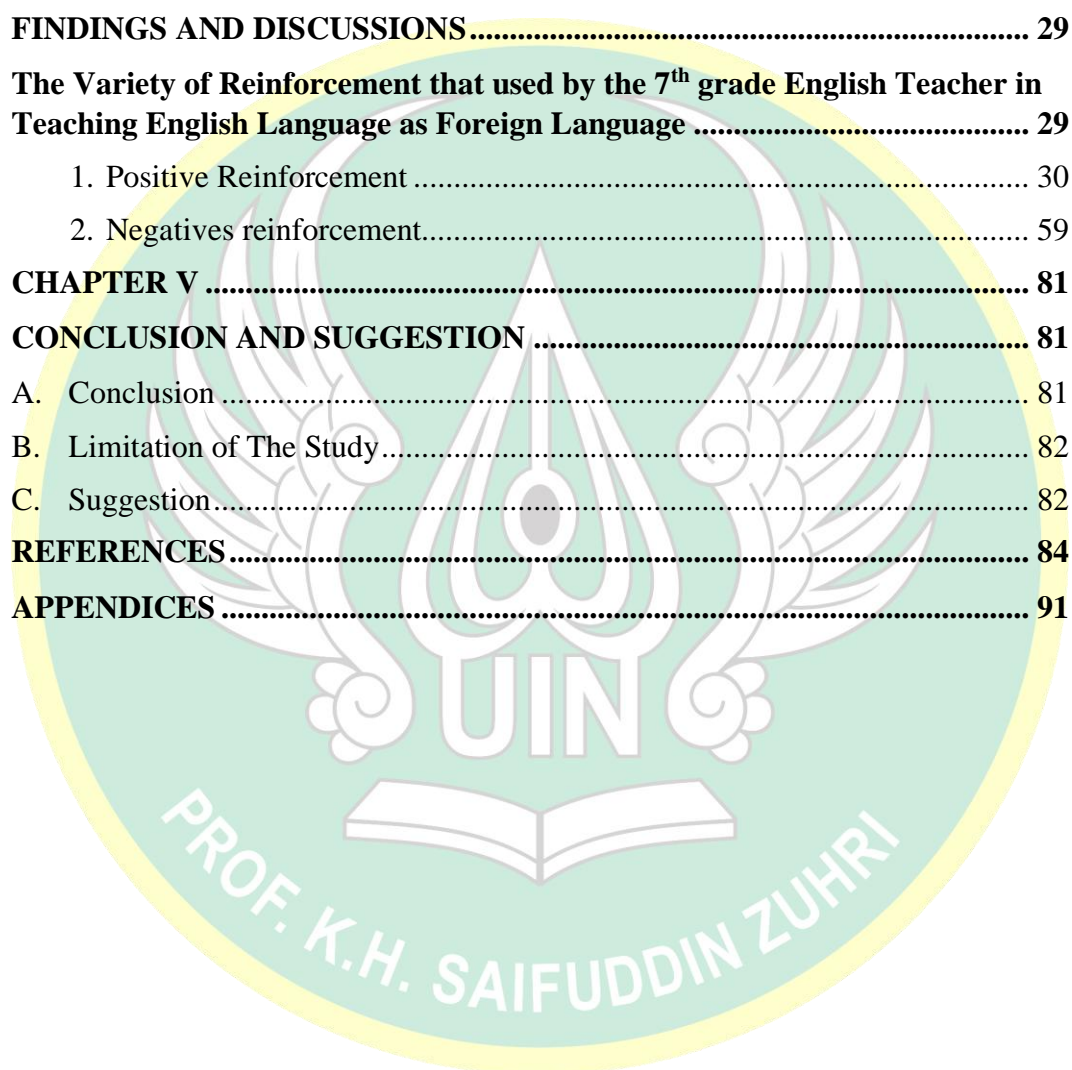 FINDINGS AND DISCUSSIONS.................................................................................. 29
The Variety of Reinforcement that used by the 7th grade English Teacher in
Teaching English Language as Foreign Language ................................................. 29
1. Positive Reinforcement ................................................................................... 30
2. Negatives reinforcement................................................................................. 59
CHAPTER V ......................................................................................................... 81
CONCLUSION AND SUGGESTION ....................................................................... 81
A. Conclusion ...................................................................................................... 81
B. Limitation of The Study................................................................................... 82
C. Suggestion....................................................................................................... 82
REFERENCES...................................................................................................... 84
APPENDICES ....................................................................................................... 91
UIN
PROF. K.H. SAIFUDDIN ZUHRI